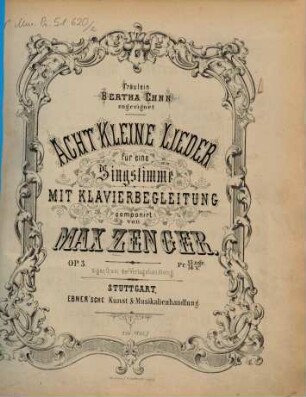 Fräulein
BERTHA EHNN
zugeeignet
ACHT KLEINE LIEDER
für eine
Singstimme
MIT KLAVIERBEGLEITUNG
componirt
von
MAX ZENGER.
OP. 3.
STUTTGART,
EBNER'SCHE Kunst & Musikalienhandlung.